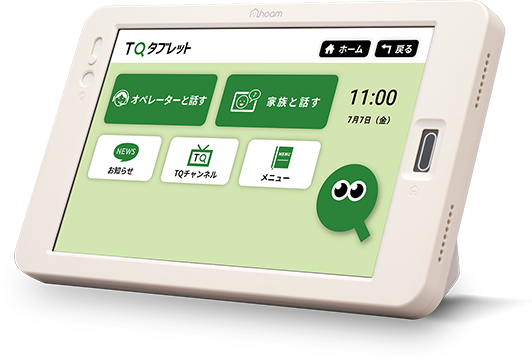 hoam
TQタブレット
ホーム
戻る
オペレーターと話す
家族と話す
11:00
7月7日（金）
NEWS
お知らせ
TQ
TQチャンネル
MENU
メニュー